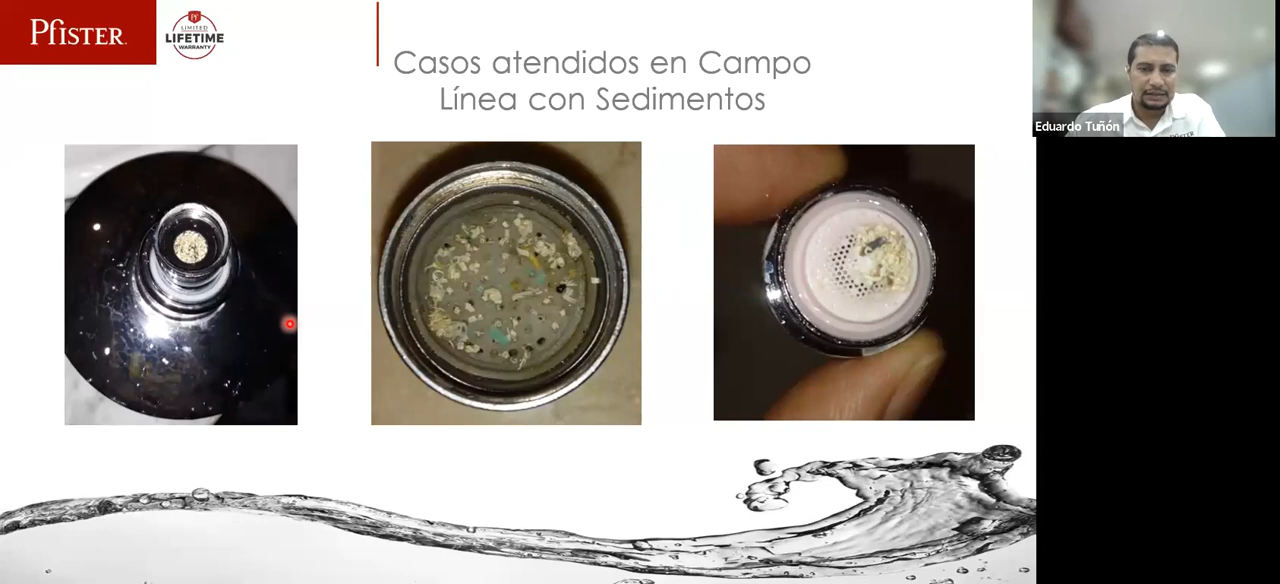 Pfister
LIMITED
LIFETIME
WARRANTY
Casos atendidos en Campo
Línea con Sedimentos
Eduardo Tuñón